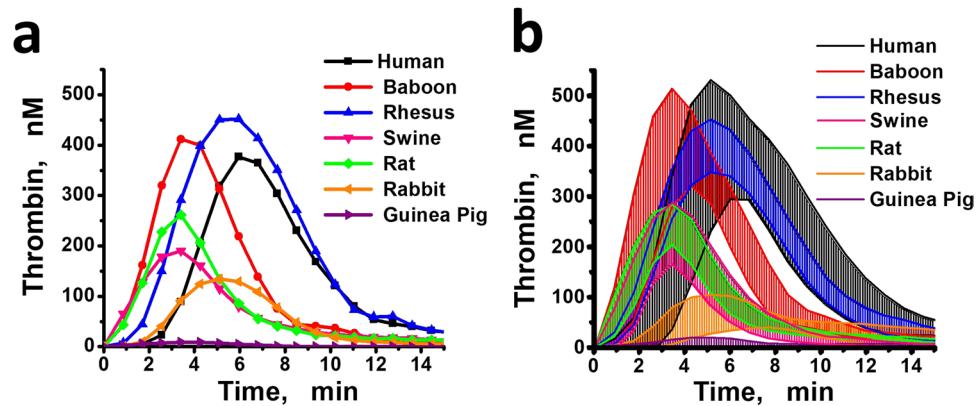 a
Thrombin, nM
500
400
300
200
100
0
0 2 4 6 8 10 12 14
Time, min
Human
Baboon
Rhesus
Swine
Rat
Rabbit
Guinea Pig
b
Thrombin, nM
500
400
300
200
100
0
0 2 4 6 8 10 12 14
Time, min
Human
Baboon
Rhesus
Swine
Rat
Rabbit
Guinea Pig